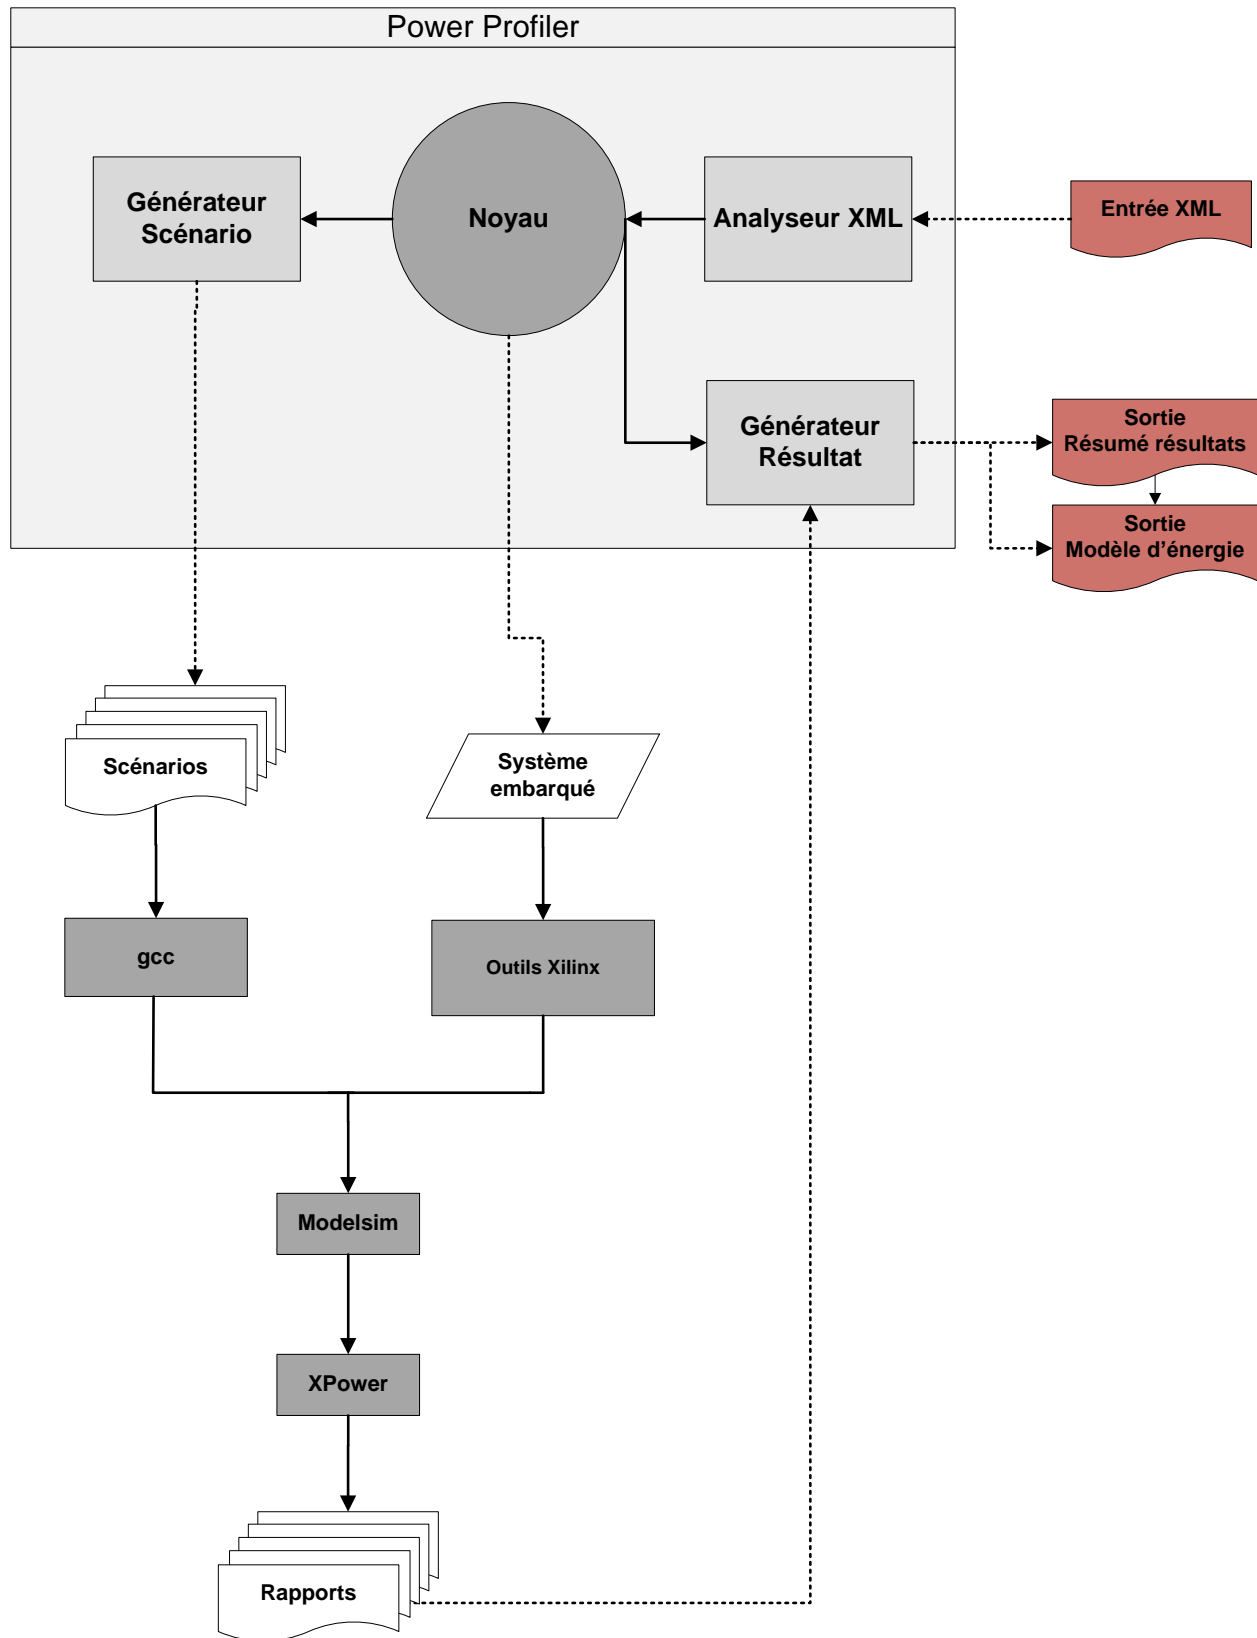 Power Profiler
Générateur
Scénario
Noyau
Analyseur XML
Entrée XML
Générateur
Résultat
Sortie
Résumé résultats
Sortie
Modèle d’énergie
Scénarios
Système
embarqué
gcc
Outils Xilinx
Modelsim
XPower
Rapports